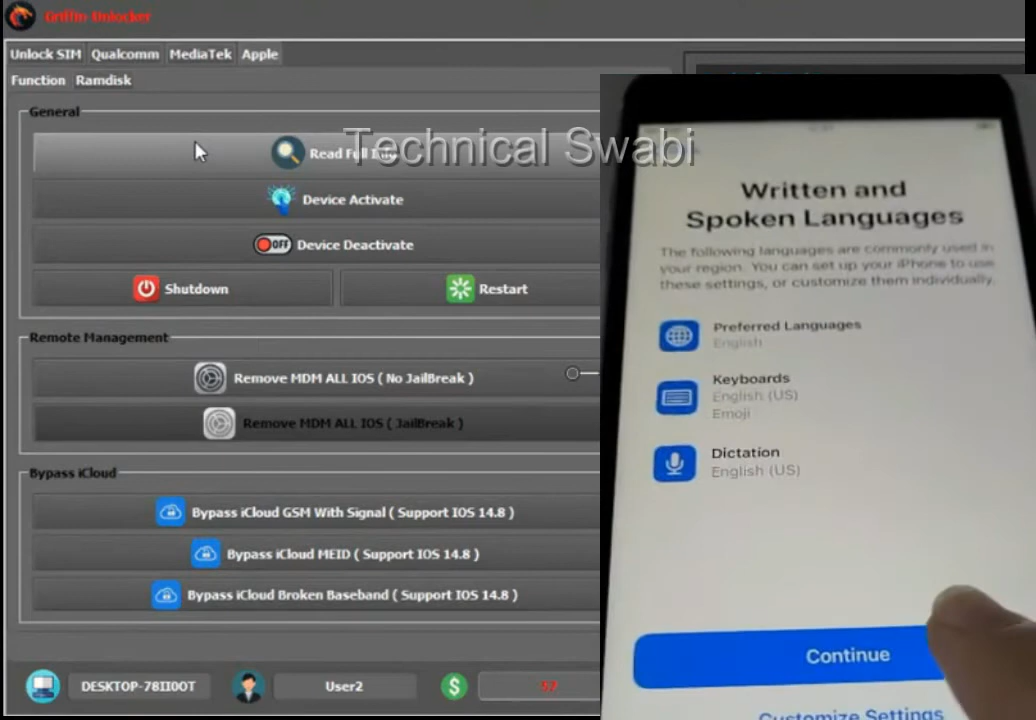 Griffin-Unlocker
Unlock SIM Qualcomm MediaTek Apple
Function Ramdisk
General
Read Full Info
Technical Swabi
Device Activate
OFF Device Deactivate
Shutdown Restart
Remote Management
Remove MDM ALL IOS ( No JailBreak )
Remove MDM ALL IOS ( JailBreak )
Bypass iCloud
Bypass iCloud GSM With Signal ( Support IOS 14.8 )
Bypass iCloud MEID ( Support IOS 14.8 )
Bypass iCloud Broken Baseband ( Support IOS 14.8 )
DESKTOP-78II0OT User2 $ 57
Written and
Spoken Languages
The following languages are commonly used in
your region. You can set up your iPhone to use
these settings, or customize them individually.
Preferred Languages
English
Keyboards
English (US)
Emoji
Dictation
English (US)
Continue
Customize Settings